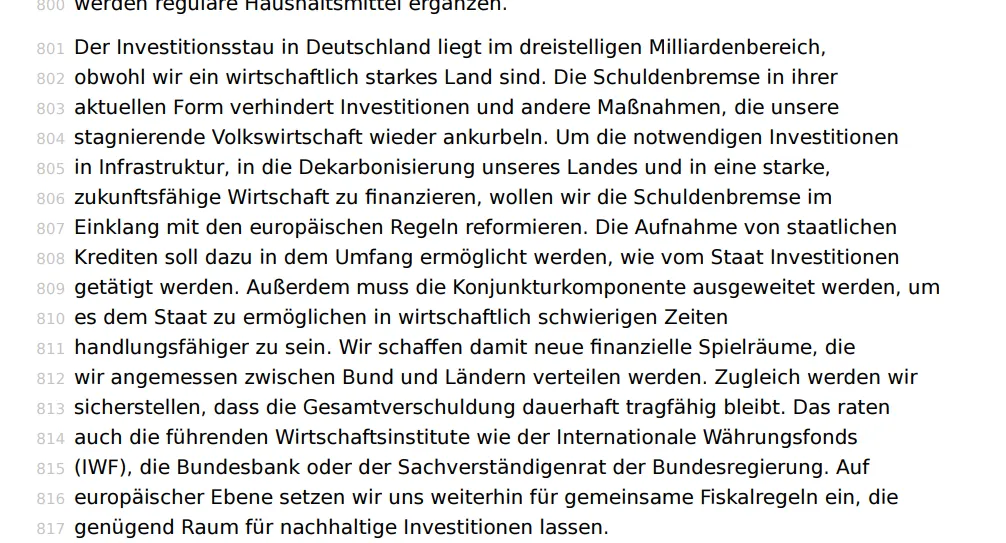 800 werden reguläre Haushaltsmittel ergänzen.
801 Der Investitionsstau in Deutschland liegt im dreistelligen Milliardenbereich,
802 obwohl wir ein wirtschaftlich starkes Land sind. Die Schuldenbremse in ihrer
803 aktuellen Form verhindert Investitionen und andere Maßnahmen, die unsere
804 stagnierende Volkswirtschaft wieder ankurbeln. Um die notwendigen Investitionen
805 in Infrastruktur, in die Dekarbonisierung unseres Landes und in eine starke,
806 zukunftsfähige Wirtschaft zu finanzieren, wollen wir die Schuldenbremse im
807 Einklang mit den europäischen Regeln reformieren. Die Aufnahme von staatlichen
808 Krediten soll dazu in dem Umfang ermöglicht werden, wie vom Staat Investitionen
809 getätigt werden. Außerdem muss die Konjunkturkomponente ausgeweitet werden, um
810 es dem Staat zu ermöglichen in wirtschaftlich schwierigen Zeiten
811 handlungsfähiger zu sein. Wir schaffen damit neue finanzielle Spielräume, die
812 wir angemessen zwischen Bund und Ländern verteilen werden. Zugleich werden wir
813 sicherstellen, dass die Gesamtverschuldung dauerhaft tragfähig bleibt. Das raten
814 auch die führenden Wirtschaftsinstitute wie der Internationale Währungsfonds
815 (IWF), die Bundesbank oder der Sachverständigenrat der Bundesregierung. Auf
816 europäischer Ebene setzen wir uns weiterhin für gemeinsame Fiskalregeln ein, die
817 genügend Raum für nachhaltige Investitionen lassen.